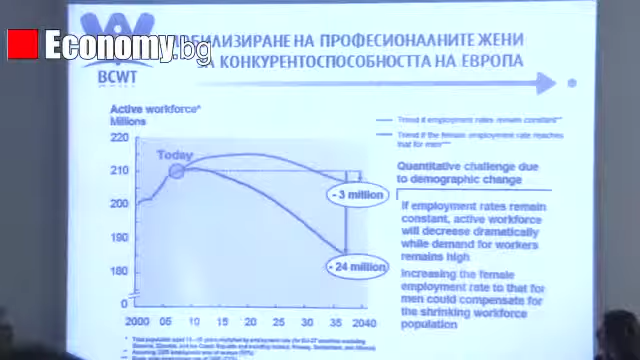 Economy.bg
БИЛИЗИРАНЕ НА ПРОФЕСИОНАЛНИТЕ ЖЕНИ
КОНКУРЕНТОСПОСОБНОСТТА НА ЕВРОПА
BCWT
Active workforce*
Millions
220
210
200
190
180
0
2000 05 10 15 20 25 30 35 2040
Today
- 3 million
- 24 million
Trend if employment rates remain constant**
Trend if the female employment rate reaches
that for men***
Quantitative challenge due
to demographic change
If employment rates remain
constant, active workforce
will decrease dramatically
while demand for workers
remains high
Increasing the female
employment rate to that for
men could compensate for
the shrinking workforce
population